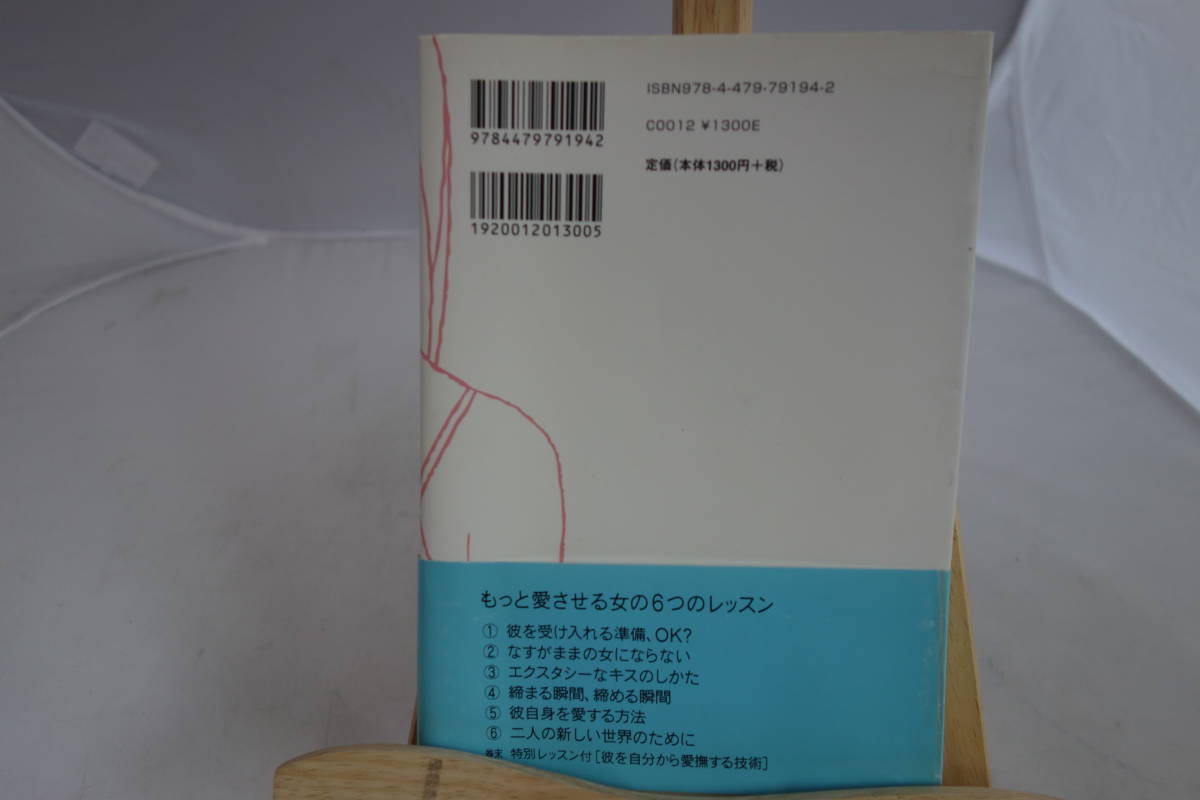 9784479791942
1920012013005
ISBN978-4-479-79194-2
C0012 ¥1300E
定価(本体1300円+税)
もっと愛させる女の6つのレッスン
① 彼を受け入れる準備、OK?
② なすがままの女にならない
③ エクスタシーなキスのしかた
④ 締まる瞬間、締める瞬間
⑤ 彼自身を愛する方法
⑥ 二人の新しい世界のために
巻末 特別レッスン付[彼を自分から愛撫する技術]